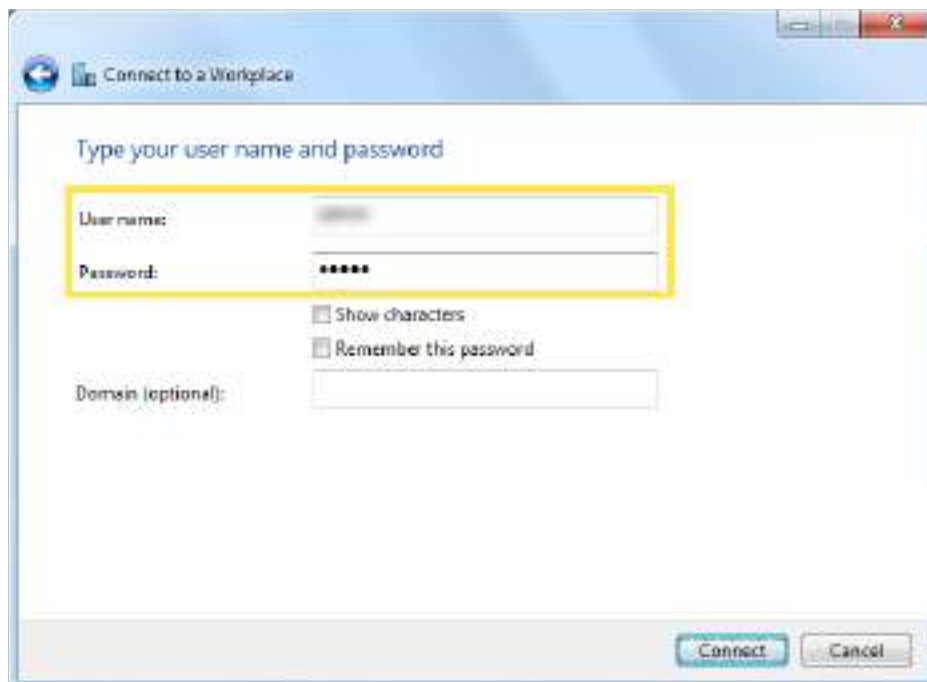 Connect to a Workplace
Type your user name and password
User name:
Password: •••••
Show characters
Remember this password
Domain (optional):
Connect Cancel